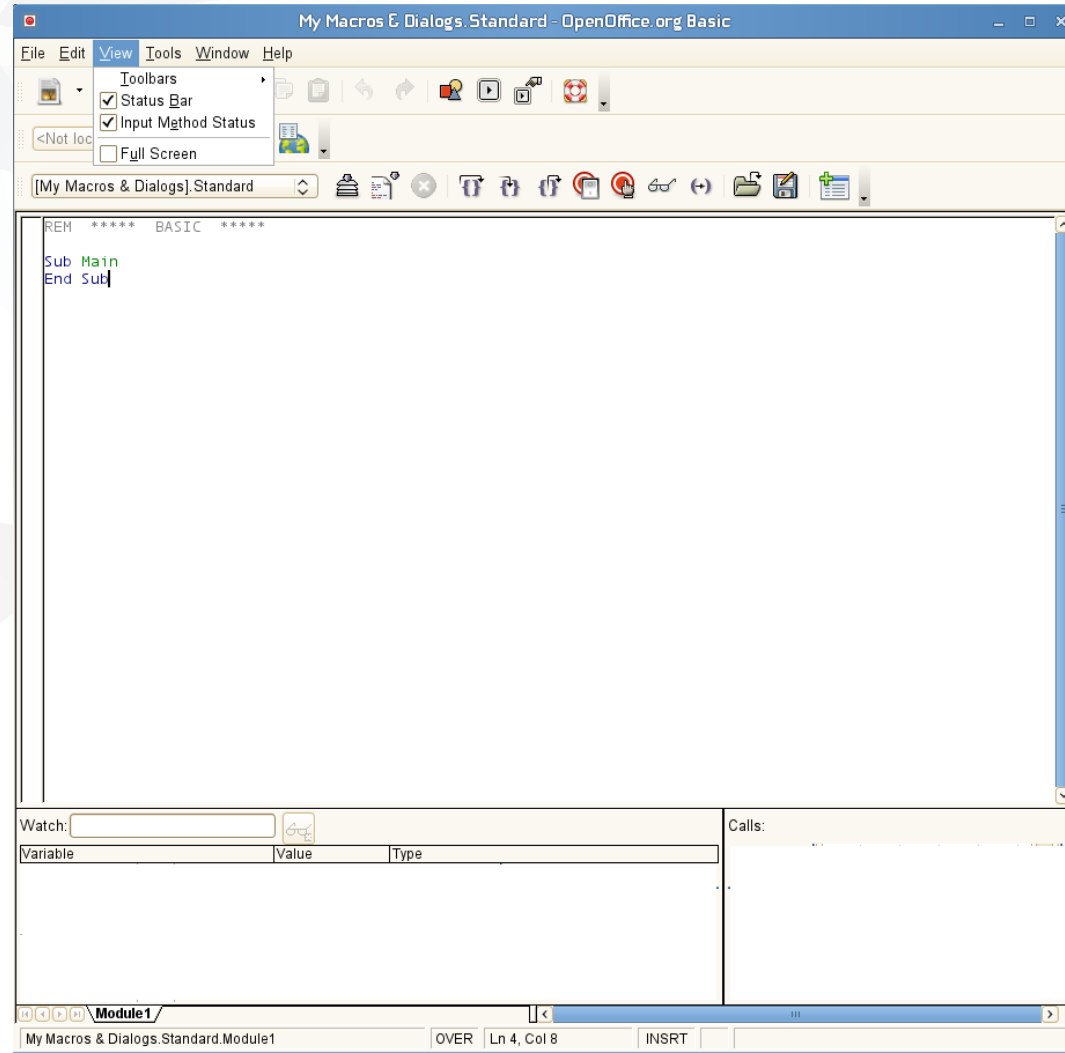 My Macros & Dialogs.Standard - OpenOffice.org Basic
File Edit View Tools Window Help
Toolbars
Status Bar
Input Method Status
Full Screen
<Not loc
[My Macros & Dialogs].Standard
REM ***** BASIC *****
Sub Main
End Sub
Watch:
Calls:
Variable Value Type
Module1
My Macros & Dialogs.Standard.Module1 OVER Ln 4, Col 8 INSRT